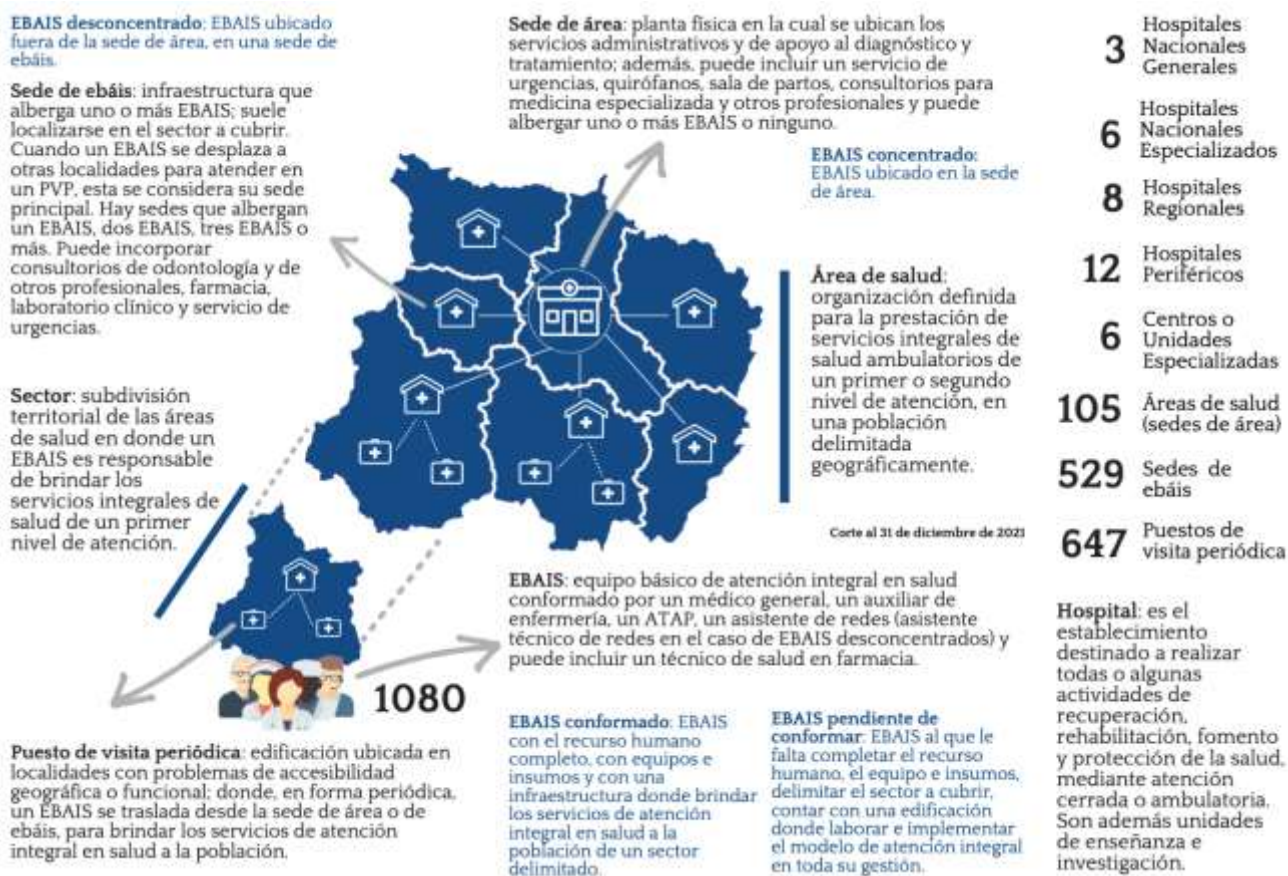 EBAIS desconcentrado: EBAIS ubicado
fuera de la sede de área, en una sede de
ebáis.
Sede de ebáis: infraestructura que
alberga uno o más EBAIS; suele
localizarse en el sector a cubrir.
Cuando un EBAIS se desplaza a
otras localidades para atender en
un PVP, esta se considera su sede
principal. Hay sedes que albergan
un EBAIS, dos EBAIS, tres EBAIS o
más. Puede incorporar
consultorios de odontología y de
otros profesionales, farmacia,
laboratorio clínico y servicio de
urgencias.
Sector: subdivisión
territorial de las áreas
de salud en donde un
EBAIS es responsable
de brindar los
servicios integrales de
salud de un primer
nivel de atención.
Sede de área: planta física en la cual se ubican los
servicios administrativos y de apoyo al diagnóstico y
tratamiento; además, puede incluir un servicio de
urgencias, quirófanos, sala de partos, consultorios para
medicina especializada y otros profesionales y puede
albergar uno o más EBAIS o ninguno.
EBAIS concentrado:
EBAIS ubicado en la sede
de área.
Área de salud:
organización definida
para la prestación de
servicios integrales de
salud ambulatorios de
un primer o segundo
nivel de atención, en
una población
delimitada
geográficamente.
Corte al 31 de diciembre de 2021
EBAIS: equipo básico de atención integral en salud
conformado por un médico general, un auxiliar de
enfermería, un ATAP, un asistente de redes (asistente
técnico de redes en el caso de EBAIS desconcentrados) y
puede incluir un técnico de salud en farmacia.
1080
Puesto de visita periódica: edificación ubicada en
localidades con problemas de accesibilidad
geográfica o funcional; donde, en forma periódica,
un EBAIS se traslada desde la sede de área o de
ebáis, para brindar los servicios de atención
integral en salud a la población.
EBAIS conformado: EBAIS
con el recurso humano
completo, con equipos e
insumos y con una
infraestructura donde brindar
los servicios de atención
integral en salud a la
población de un sector
delimitado.
EBAIS pendiente de
conformar: EBAIS al que le
falta completar el recurso
humano, el equipo e insumos,
delimitar el sector a cubrir,
contar con una edificación
donde laborar e implementar
el modelo de atención integral
en toda su gestión.
3 Hospitales
Nacionales
Generales
6 Hospitales
Nacionales
Especializados
8 Hospitales
Regionales
12 Hospitales
Periféricos
6 Centros o
Unidades
Especializadas
105 Áreas de salud
(sedes de área)
529 Sedes de
ebáis
647 Puestos de
visita periódica
Hospital: es el
establecimiento
destinado a realizar
todas o algunas
actividades de
recuperación,
rehabilitación, fomento
y protección de la salud,
mediante atención
cerrada o ambulatoria.
Son además unidades
de enseñanza e
investigación.